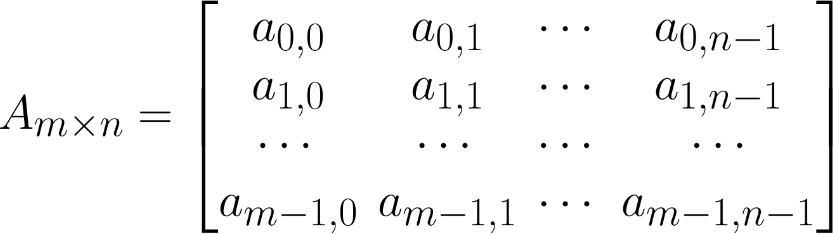 A_{m×n} = [
a_{0,0} a_{0,1} ⋯ a_{0,n−1}
a_{1,0} a_{1,1} ⋯ a_{1,n−1}
⋯ ⋯ ⋯ ⋯
a_{m−1,0} a_{m−1,1} ⋯ a_{m−1,n−1}
]